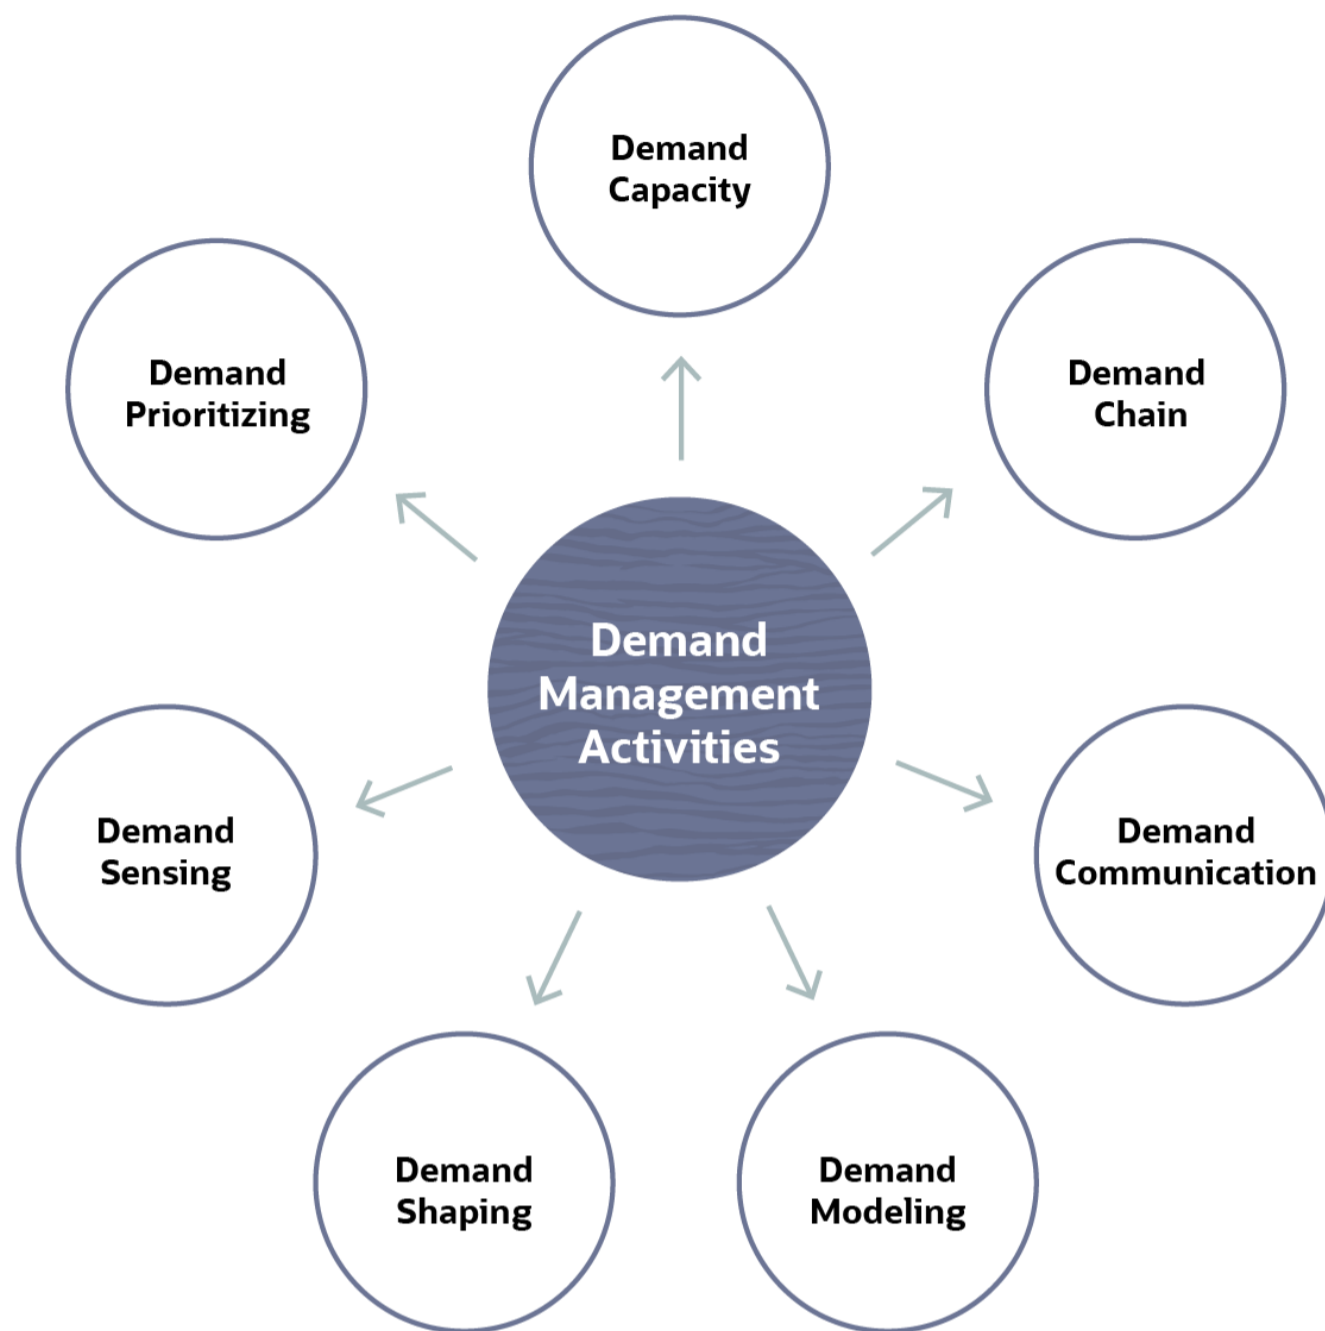 Demand
Capacity
Demand
Prioritizing
Demand
Chain
Demand
Management
Activities
Demand
Sensing
Demand
Communication
Demand
Shaping
Demand
Modeling